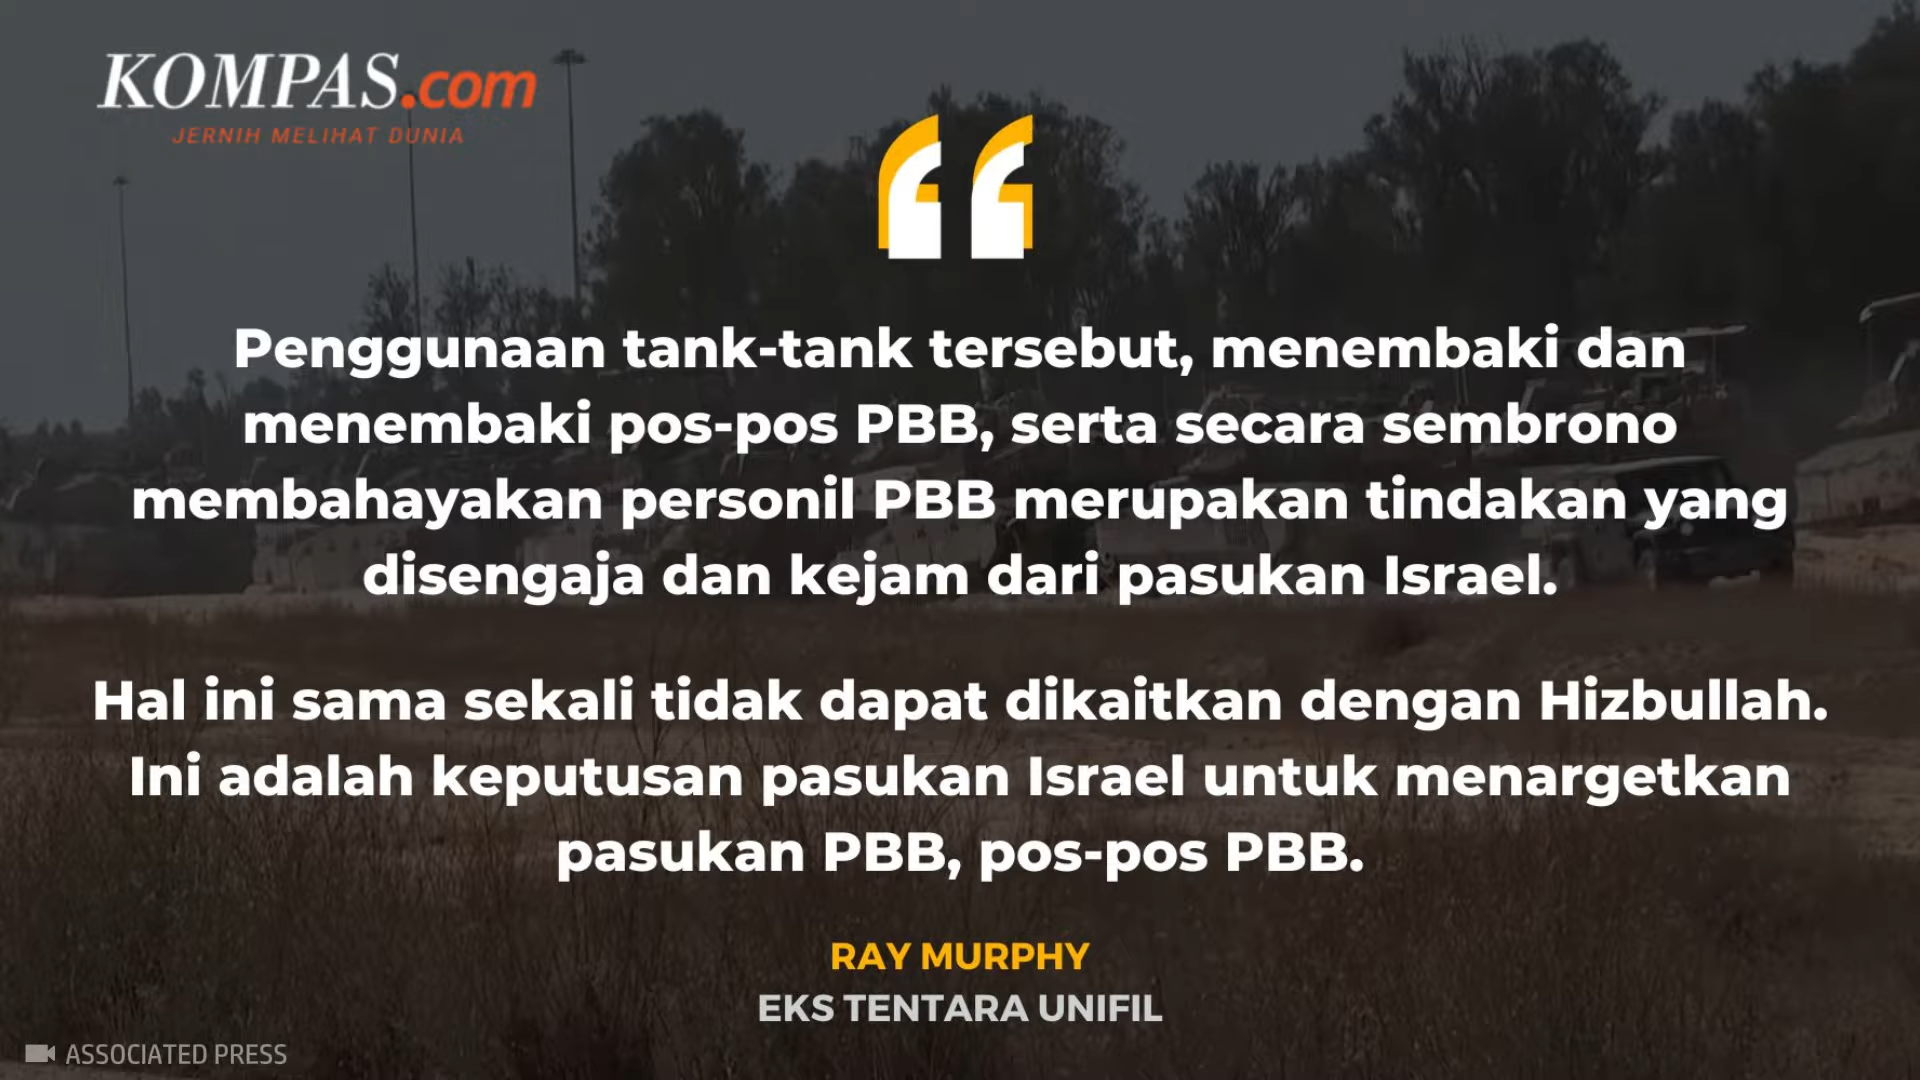 KOMPAS.com
JERNIH MELIHAT DUNIA
Penggunaan tank-tank tersebut, menembaki dan
menembaki pos-pos PBB, serta secara sembrono
membahayakan personil PBB merupakan tindakan yang
disengaja dan kejam dari pasukan Israel.
Hal ini sama sekali tidak dapat dikaitkan dengan Hizbullah.
Ini adalah keputusan pasukan Israel untuk menargetkan
pasukan PBB, pos-pos PBB.
RAY MURPHY
EKS TENTARA UNIFIL
ASSOCIATED PRESS